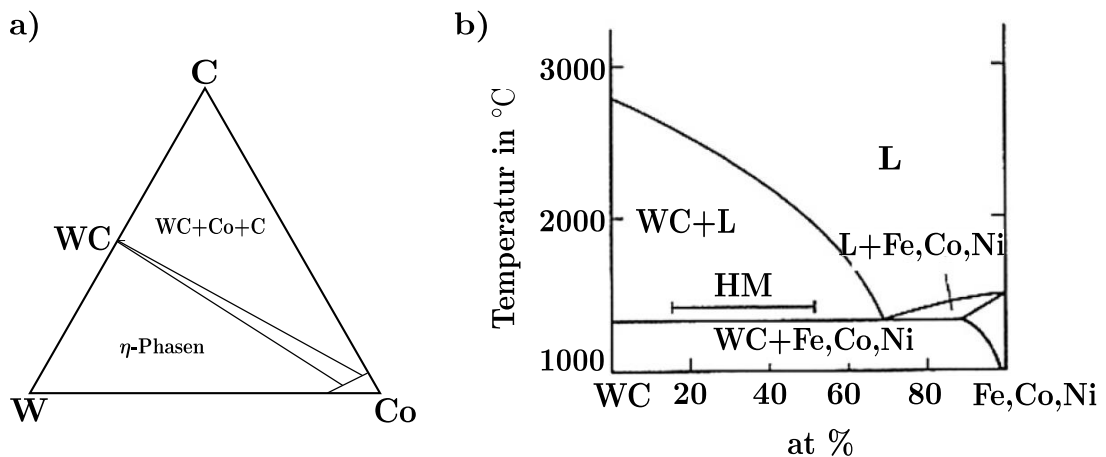 a)
C
WC
WC+Co+C
η-Phasen
W
Co
b)
Temperatur in °C
3000
2000
1000
L
WC+L
L+Fe,Co,Ni
HM
WC+Fe,Co,Ni
WC 20 40 60 80 Fe,Co,Ni
at %